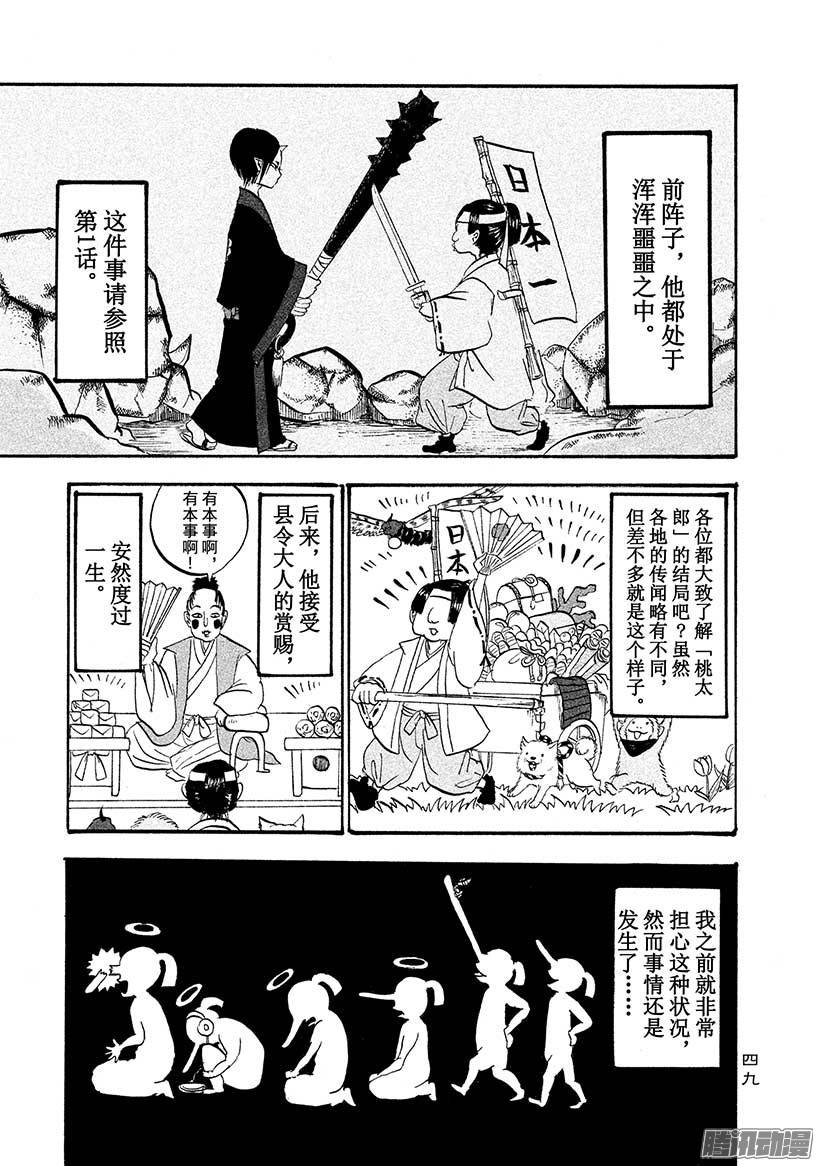 前阵子，他都处于
浑浑噩噩之中。
日本一
这件事请参照
第1话。
各位都大致了解「桃太
郎」的结局吧？虽然
各地的传闻略有不同，
但差不多就是这个样子。
日本
后来，他接受
县令大人的赏赐，
有本事啊，
有本事啊！
安然度过
一生。
我之前就非常
担心这种状况，
然而事情还是
发生了……
四九
腾讯动漫